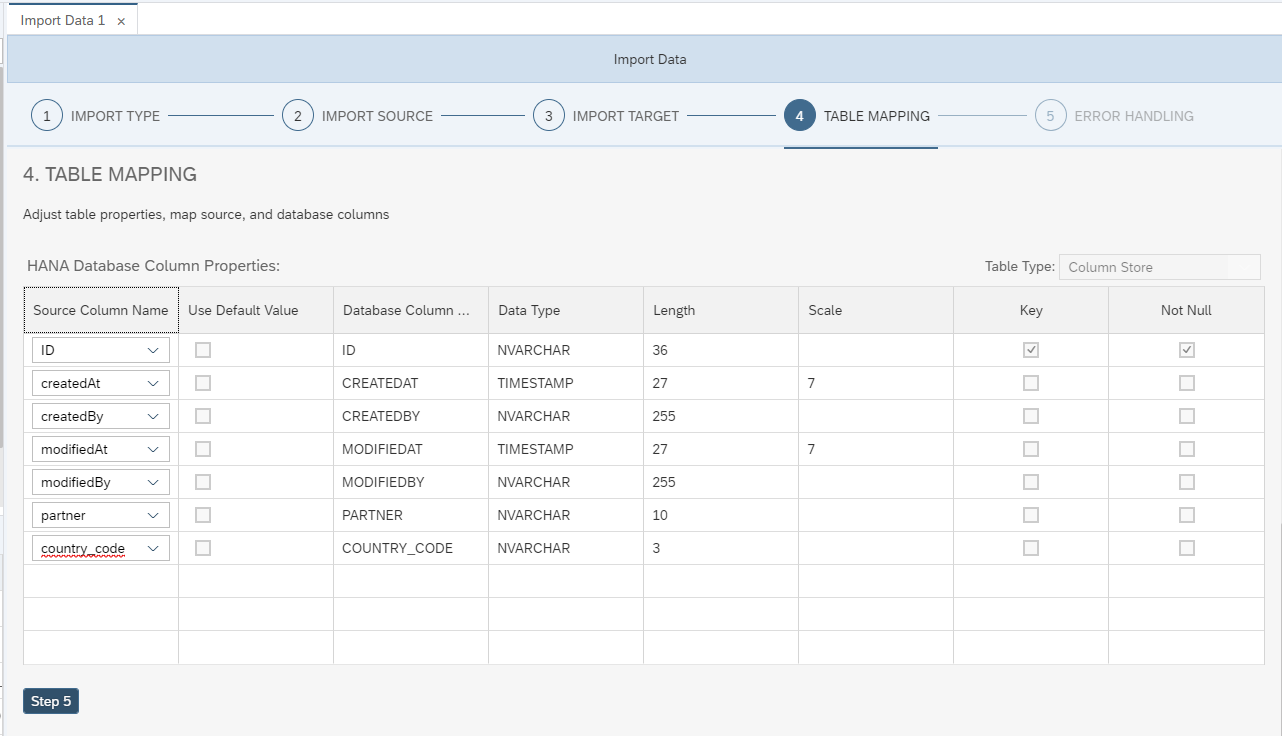 Import Data 1 ×
Import Data
1 IMPORT TYPE 2 IMPORT SOURCE 3 IMPORT TARGET 4 TABLE MAPPING 5 ERROR HANDLING
4. TABLE MAPPING
Adjust table properties, map source, and database columns
HANA Database Column Properties: Table Type: Column Store
Source Column Name Use Default Value Database Column ... Data Type Length Scale Key Not Null
ID ID NVARCHAR 36
createdAt CREATEDAT TIMESTAMP 27 7
createdBy CREATEDBY NVARCHAR 255
modifiedAt MODIFIEDAT TIMESTAMP 27 7
modifiedBy MODIFIEDBY NVARCHAR 255
partner PARTNER NVARCHAR 10
country_code COUNTRY_CODE NVARCHAR 3
Step 5